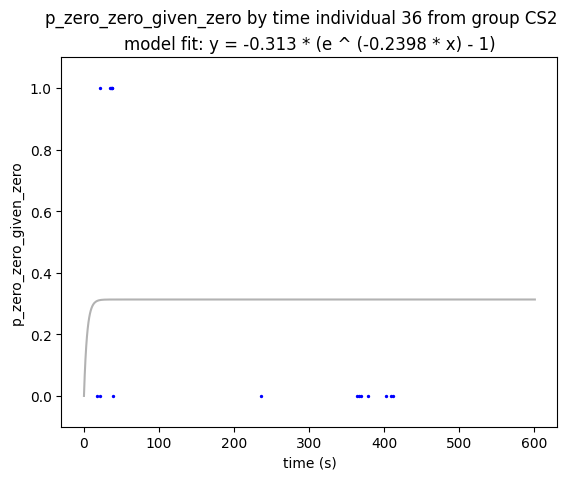 p_zero_zero_given_zero by time individual 36 from group CS2
model fit: y = -0.313 * (e ^ (-0.2398 * x) - 1)
1.0
0.8
0.6
0.4
0.2
0.0
p_zero_zero_given_zero
0 100 200 300 400 500 600
time (s)